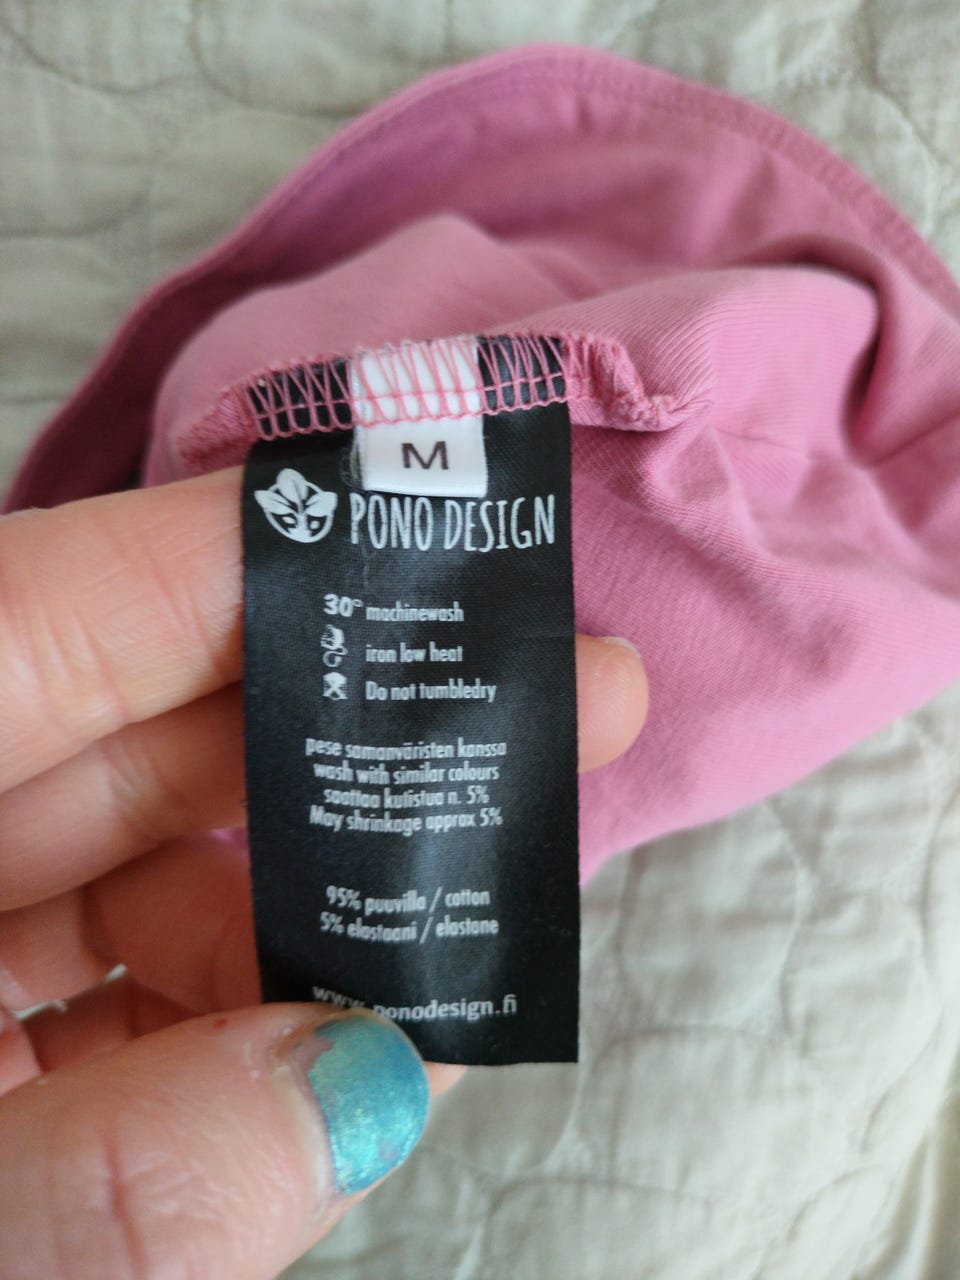 M
PONO DESIGN
30° machinewash
iron low heat
Do not tumbledry
pese samanväristen kanssa
wash with similar colours
saattaa kutistua n. 5%
May shrinkage approx 5%
95% puuvilla / cotton
5% elastaani / elastane
www.ponodesign.fi